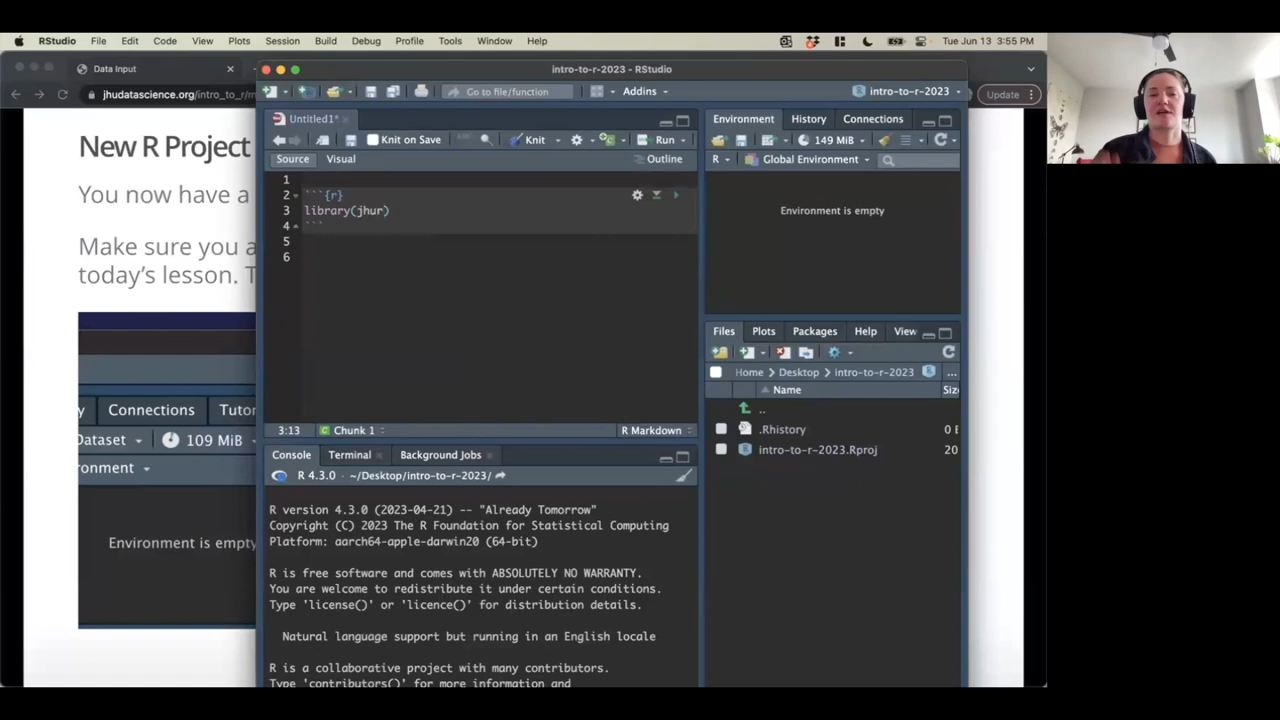 RStudio File Edit Code View Plots Session Build Debug Profile Tools Window Help Tue Jun 13 3:55 PM
Data Input
intro-to-r-2023 - RStudio
jhudatascience.org/intro_to_r/m
Update
Go to file/function
Addins
intro-to-r-2023
Untitled1*
Knit on Save
Knit
Run
Source Visual
Outline
1
2 ```{r}
3 library(jhur)
4 ```
5
6
3:13 Chunk 1 R Markdown
Environment History Connections
149 MiB
R Global Environment
Environment is empty
Files Plots Packages Help View
Home Desktop intro-to-r-2023 ...
Name
..
.Rhistory 0
intro-to-r-2023.Rproj 20
Console Terminal Background Jobs
R 4.3.0 · ~/Desktop/intro-to-r-2023/
R version 4.3.0 (2023-04-21) -- "Already Tomorrow"
Copyright (C) 2023 The R Foundation for Statistical Computing
Platform: aarch64-apple-darwin20 (64-bit)
R is free software and comes with ABSOLUTELY NO WARRANTY.
You are welcome to redistribute it under certain conditions.
Type 'license()' or 'licence()' for distribution details.
Natural language support but running in an English locale
R is a collaborative project with many contributors.
Type 'contributors()' for more information and
New R Project
You now have a
Make sure you a
today's lesson. T
y Connections Tutor
Dataset 109 MiB
ronment
Environment is empty